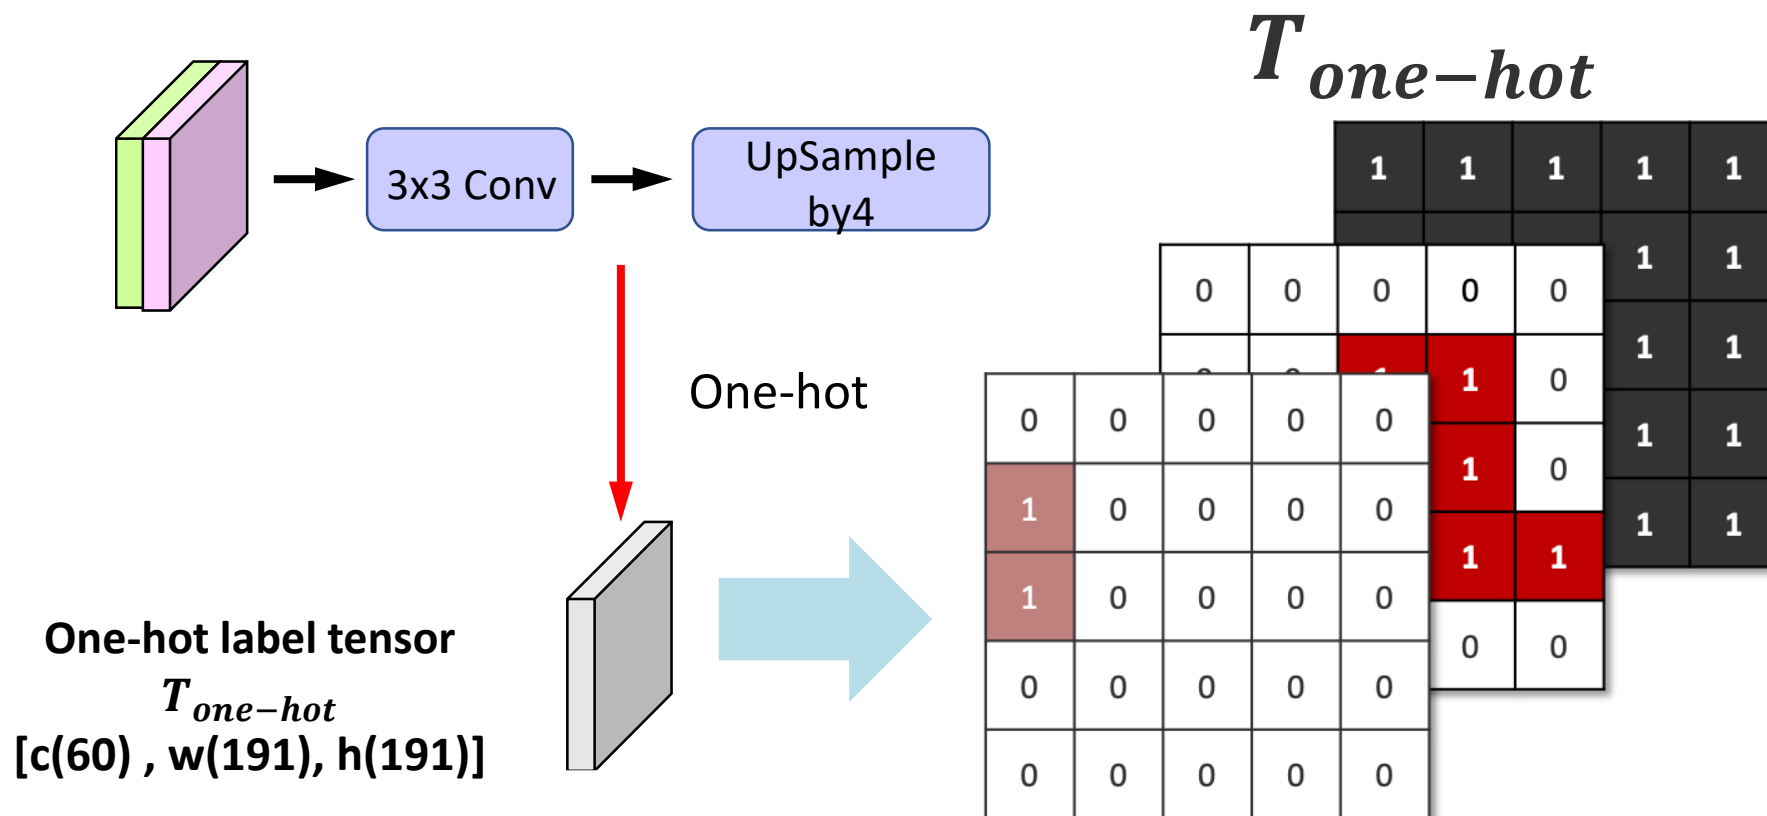 T one−hot
3x3 Conv
UpSample
by4
One-hot
One-hot label tensor
T one−hot
[c(60) , w(191), h(191)]
1 1 1 1 1
1 1
1 1
1 1
1 1
0 0 0 0 0
1 0
1 0
1 1
0 0
0 0 0 0 0
1 0 0 0 0
1 0 0 0 0
0 0 0 0 0
0 0 0 0 0